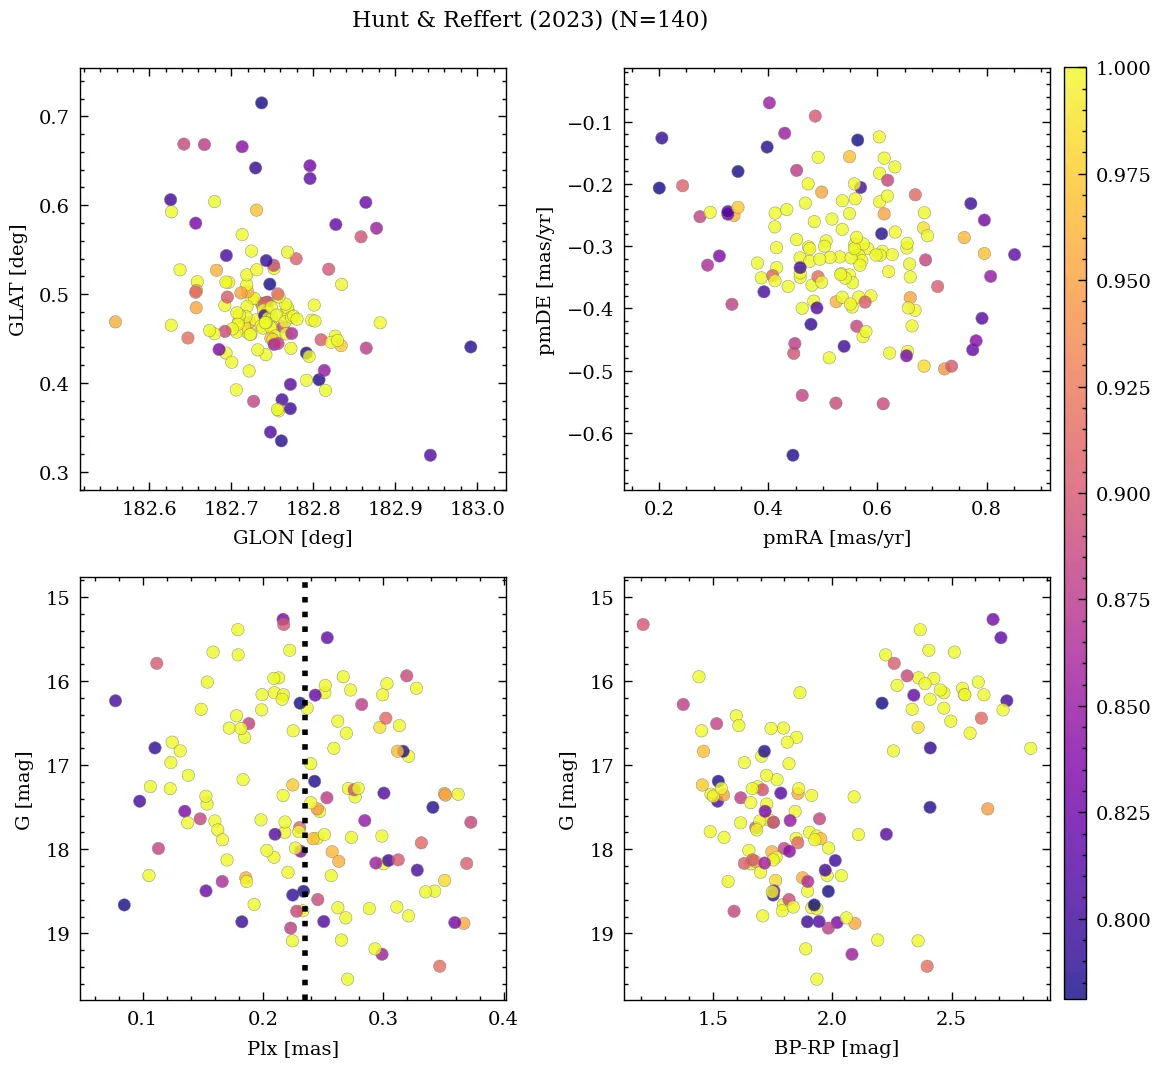 Hunt & Reffert (2023) (N=140)
0.7
0.6
0.5
0.4
0.3
GLAT [deg]
182.6 182.7 182.8 182.9 183.0
GLON [deg]
−0.1
−0.2
−0.3
−0.4
−0.5
−0.6
pmDE [mas/yr]
0.2 0.4 0.6 0.8
pmRA [mas/yr]
15
16
17
18
19
G [mag]
0.1 0.2 0.3 0.4
Plx [mas]
15
16
17
18
19
G [mag]
1.5 2.0 2.5
BP-RP [mag]
1.000
0.975
0.950
0.925
0.900
0.875
0.850
0.825
0.800